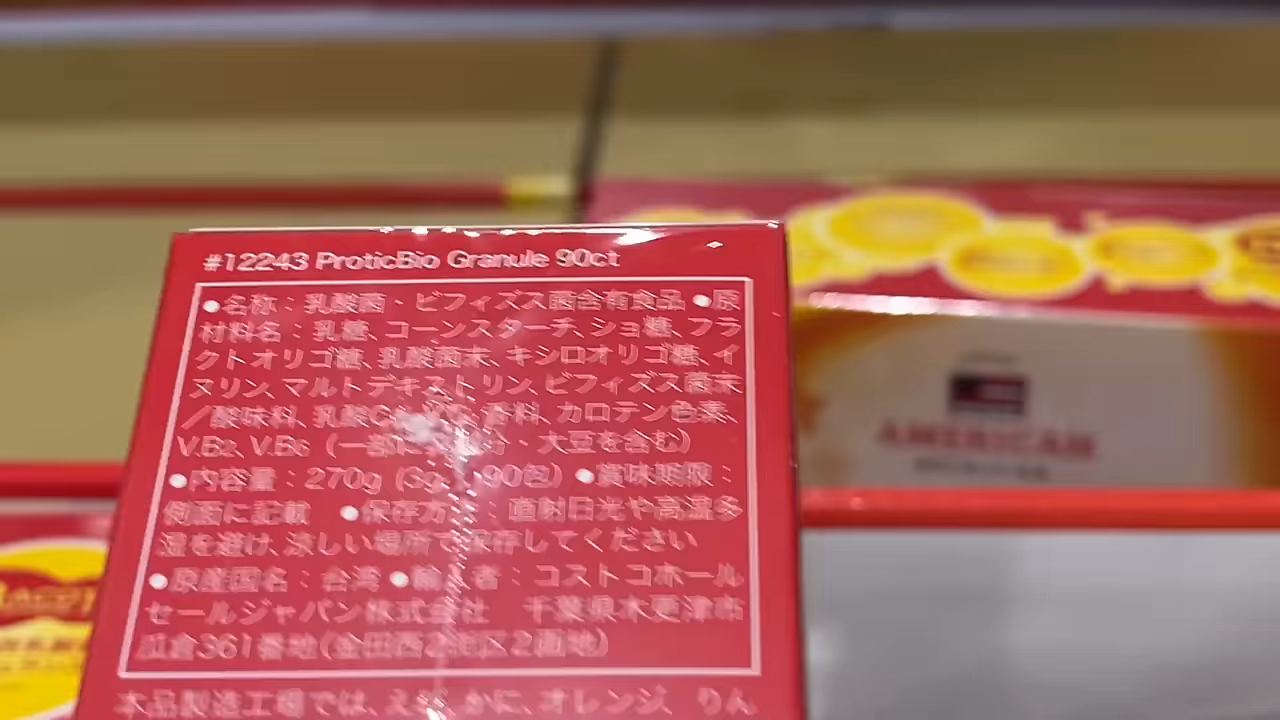 #12243 ProticBio Granule 90ct
●名称：乳酸菌・ビフィズス菌含有食品 ●原
材料名：乳糖、コーンスターチ、ショ糖、フラ
クトオリゴ糖、乳酸菌末、キシロオリゴ糖、イ
ヌリン、マルトデキストリン、ビフィズス菌末
／酸味料、乳酸Ca、V.C、香料、カロテン色素、
V.B2、V.B6（一部に乳成分・大豆を含む）
●内容量：270g（3g 90包）●賞味期限：
側面に記載 ●保存方法：直射日光や高温多
湿を避け、涼しい場所で保存してください
●原産国名：台湾 ●輸入者：コストコホール
セールジャパン株式会社 千葉県木更津市
瓜倉361番地（金田西2街区2画地）
本品製造工場では、えび、かに、オレンジ、りん
AMERICAN